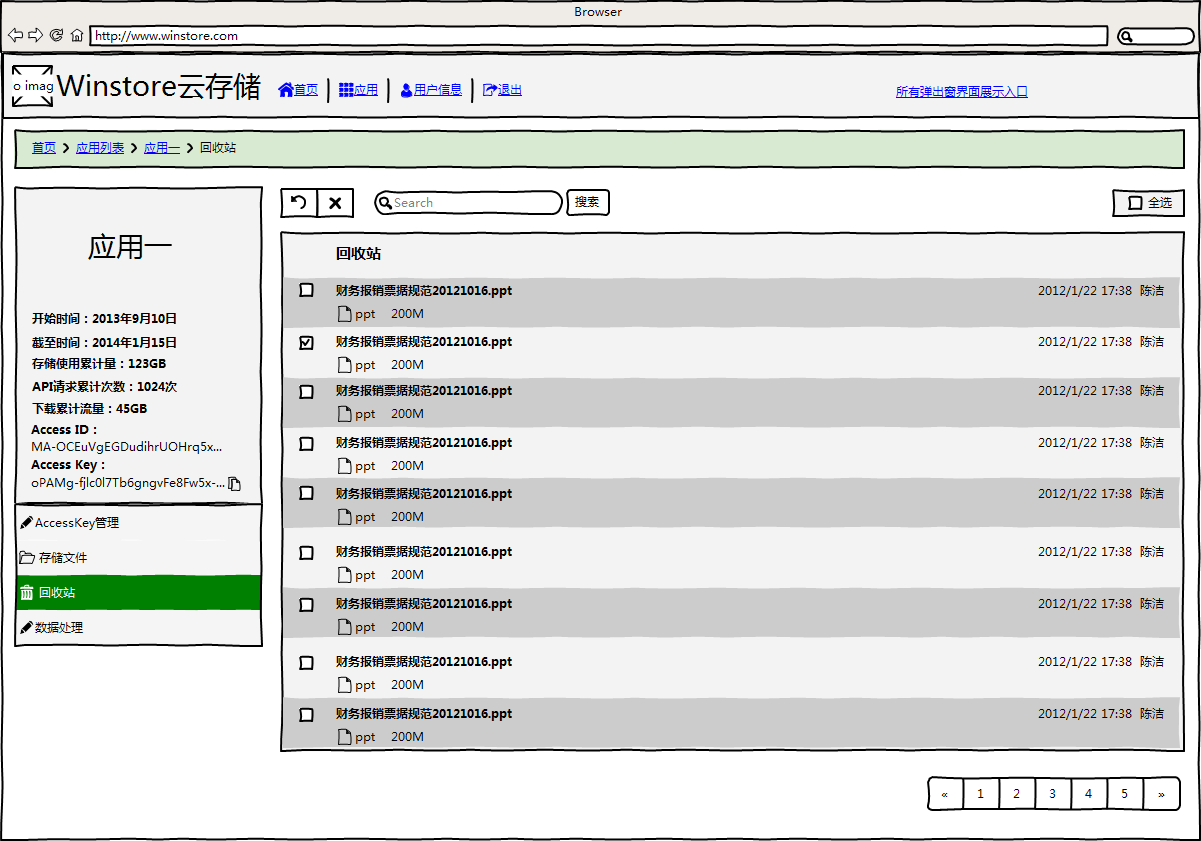 Browser
http://www.winstore.com
o imag
Winstore云存储
首页 应用 用户信息 退出
所有弹出窗界面展示入口
首页 应用列表 应用一 回收站
应用一
开始时间：2013年9月10日
截至时间：2014年1月15日
存储使用累计量：123GB
API请求累计次数：1024次
下载累计流量：45GB
Access ID：
MA-OCEuVgEGDudihrUOHrq5x...
Access Key：
oPAMg-fjlc0l7Tb6gngvFe8Fw5x-...
AccessKey管理
存储文件
回收站
数据处理
Search 搜索 全选
回收站
财务报销票据规范20121016.ppt 2012/1/22 17:38 陈洁
ppt 200M
财务报销票据规范20121016.ppt 2012/1/22 17:38 陈洁
ppt 200M
财务报销票据规范20121016.ppt 2012/1/22 17:38 陈洁
ppt 200M
财务报销票据规范20121016.ppt 2012/1/22 17:38 陈洁
ppt 200M
财务报销票据规范20121016.ppt 2012/1/22 17:38 陈洁
ppt 200M
财务报销票据规范20121016.ppt 2012/1/22 17:38 陈洁
ppt 200M
财务报销票据规范20121016.ppt 2012/1/22 17:38 陈洁
ppt 200M
财务报销票据规范20121016.ppt 2012/1/22 17:38 陈洁
ppt 200M
财务报销票据规范20121016.ppt 2012/1/22 17:38 陈洁
ppt 200M
« 1 2 3 4 5 »